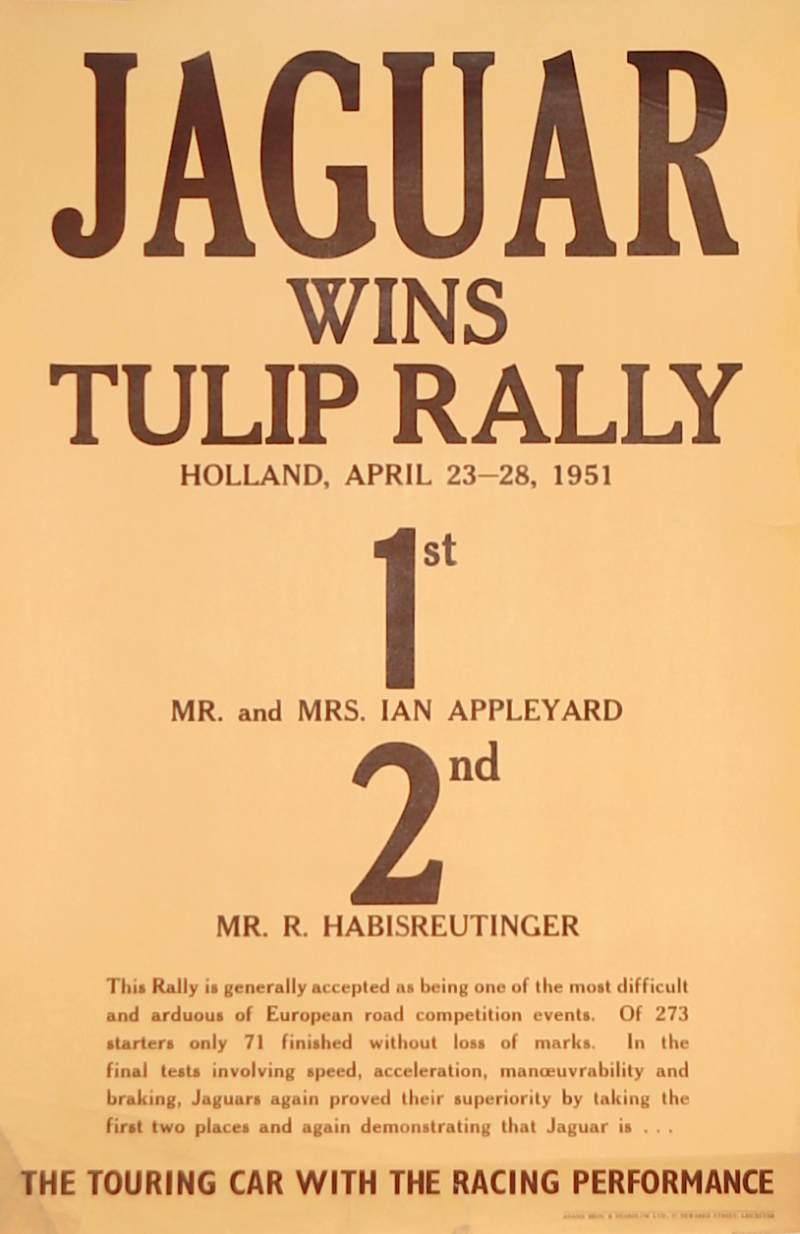 JAGUAR
WINS
TULIP RALLY
HOLLAND, APRIL 23–28, 1951
1st
MR. and MRS. IAN APPLEYARD
2nd
MR. R. HABISREUTINGER
This Rally is generally accepted as being one of the most difficult
and arduous of European road competition events. Of 273
starters only 71 finished without loss of marks. In the
final tests involving speed, acceleration, manœuvrability and
braking, Jaguars again proved their superiority by taking the
first two places and again demonstrating that Jaguar is . . .
THE TOURING CAR WITH THE RACING PERFORMANCE